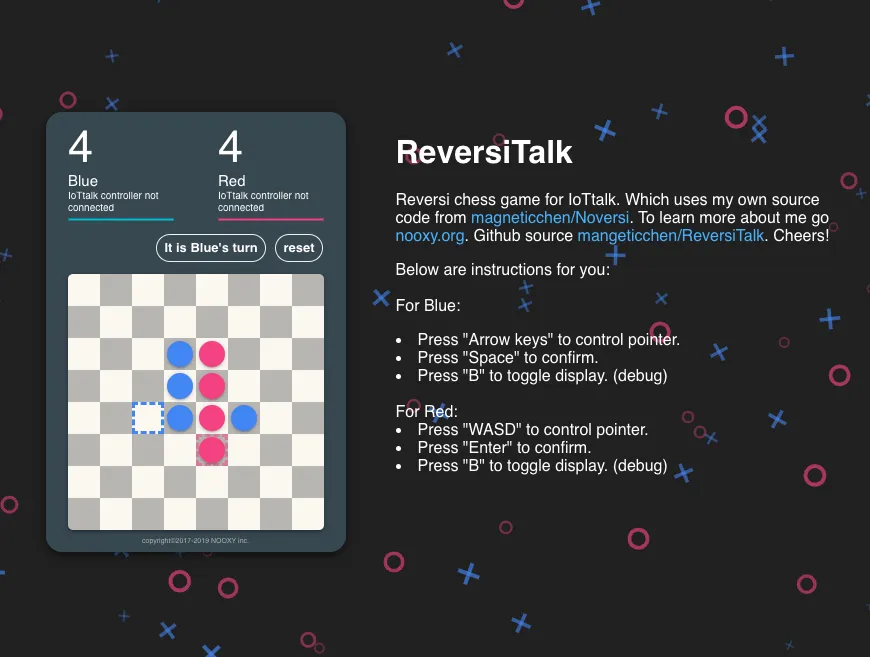 4
Blue
IoTtalk controller not
connected
4
Red
IoTtalk controller not
connected
It is Blue's turn
reset
copyright©2017-2019 NOOXY inc.
ReversiTalk
Reversi chess game for IoTtalk. Which uses my own source
code from magneticchen/Noversi. To learn more about me go
nooxy.org. Github source mangeticchen/ReversiTalk. Cheers!
Below are instructions for you:
For Blue:
• Press "Arrow keys" to control pointer.
• Press "Space" to confirm.
• Press "B" to toggle display. (debug)
For Red:
• Press "WASD" to control pointer.
• Press "Enter" to confirm.
• Press "B" to toggle display. (debug)